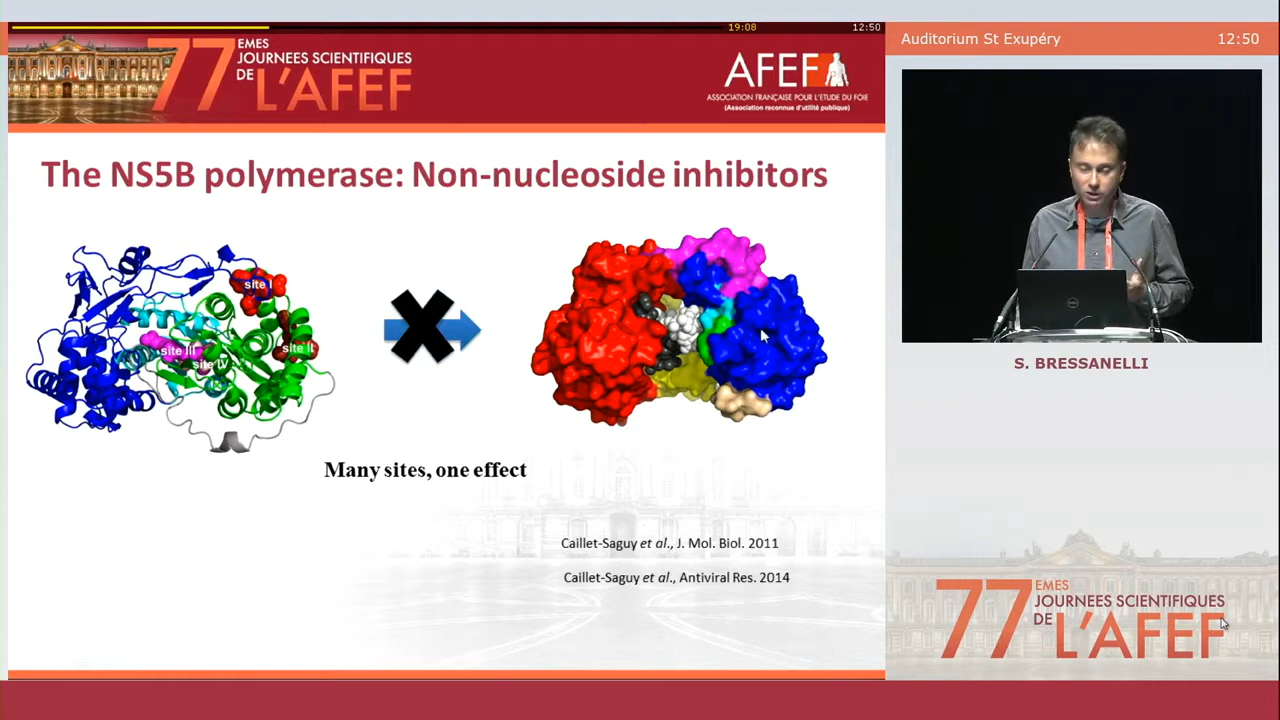 19:08
12:50
77
EMES
JOURNEES SCIENTIFIQUES
DE L'AFEF
AFEF
ASSOCIATION FRANÇAISE POUR L'ETUDE DU FOIE
(Association reconnue d'utilité publique)
Auditorium St Exupéry
12:50
The NS5B polymerase: Non-nucleoside inhibitors
site I
site II
site III
site IV
Many sites, one effect
Caillet-Saguy et al., J. Mol. Biol. 2011
Caillet-Saguy et al., Antiviral Res. 2014
S. BRESSANELLI
77
EMES
JOURNEES SCIENTIFIQUES
DE L'AFEF